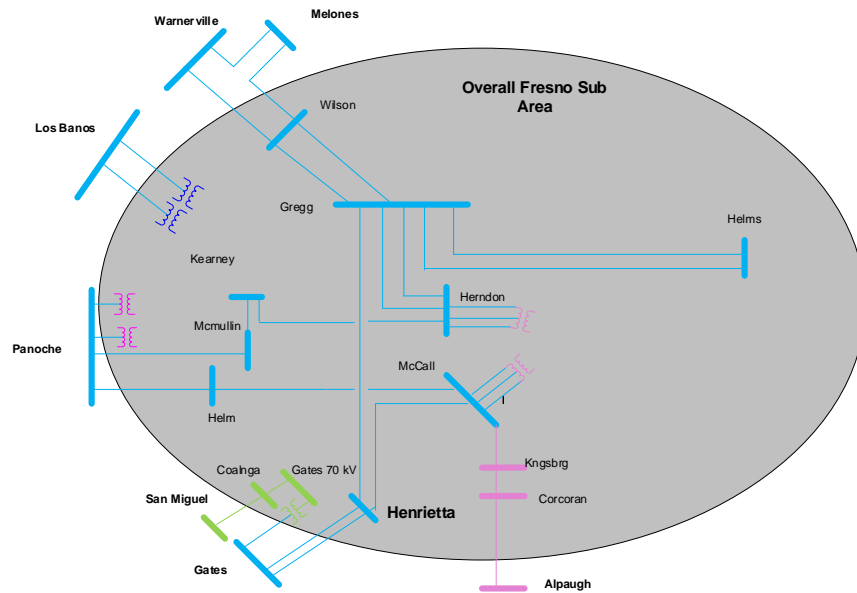 Warnerville
Melones
Overall Fresno Sub
Area
Wilson
Los Banos
Gregg
Helms
Kearney
Herndon
Mcmullin
Panoche
McCall
Helm
l
Kngsbrg
Coalnga
Gates 70 kV
San Miguel
Corcoran
Henrietta
Gates
Alpaugh